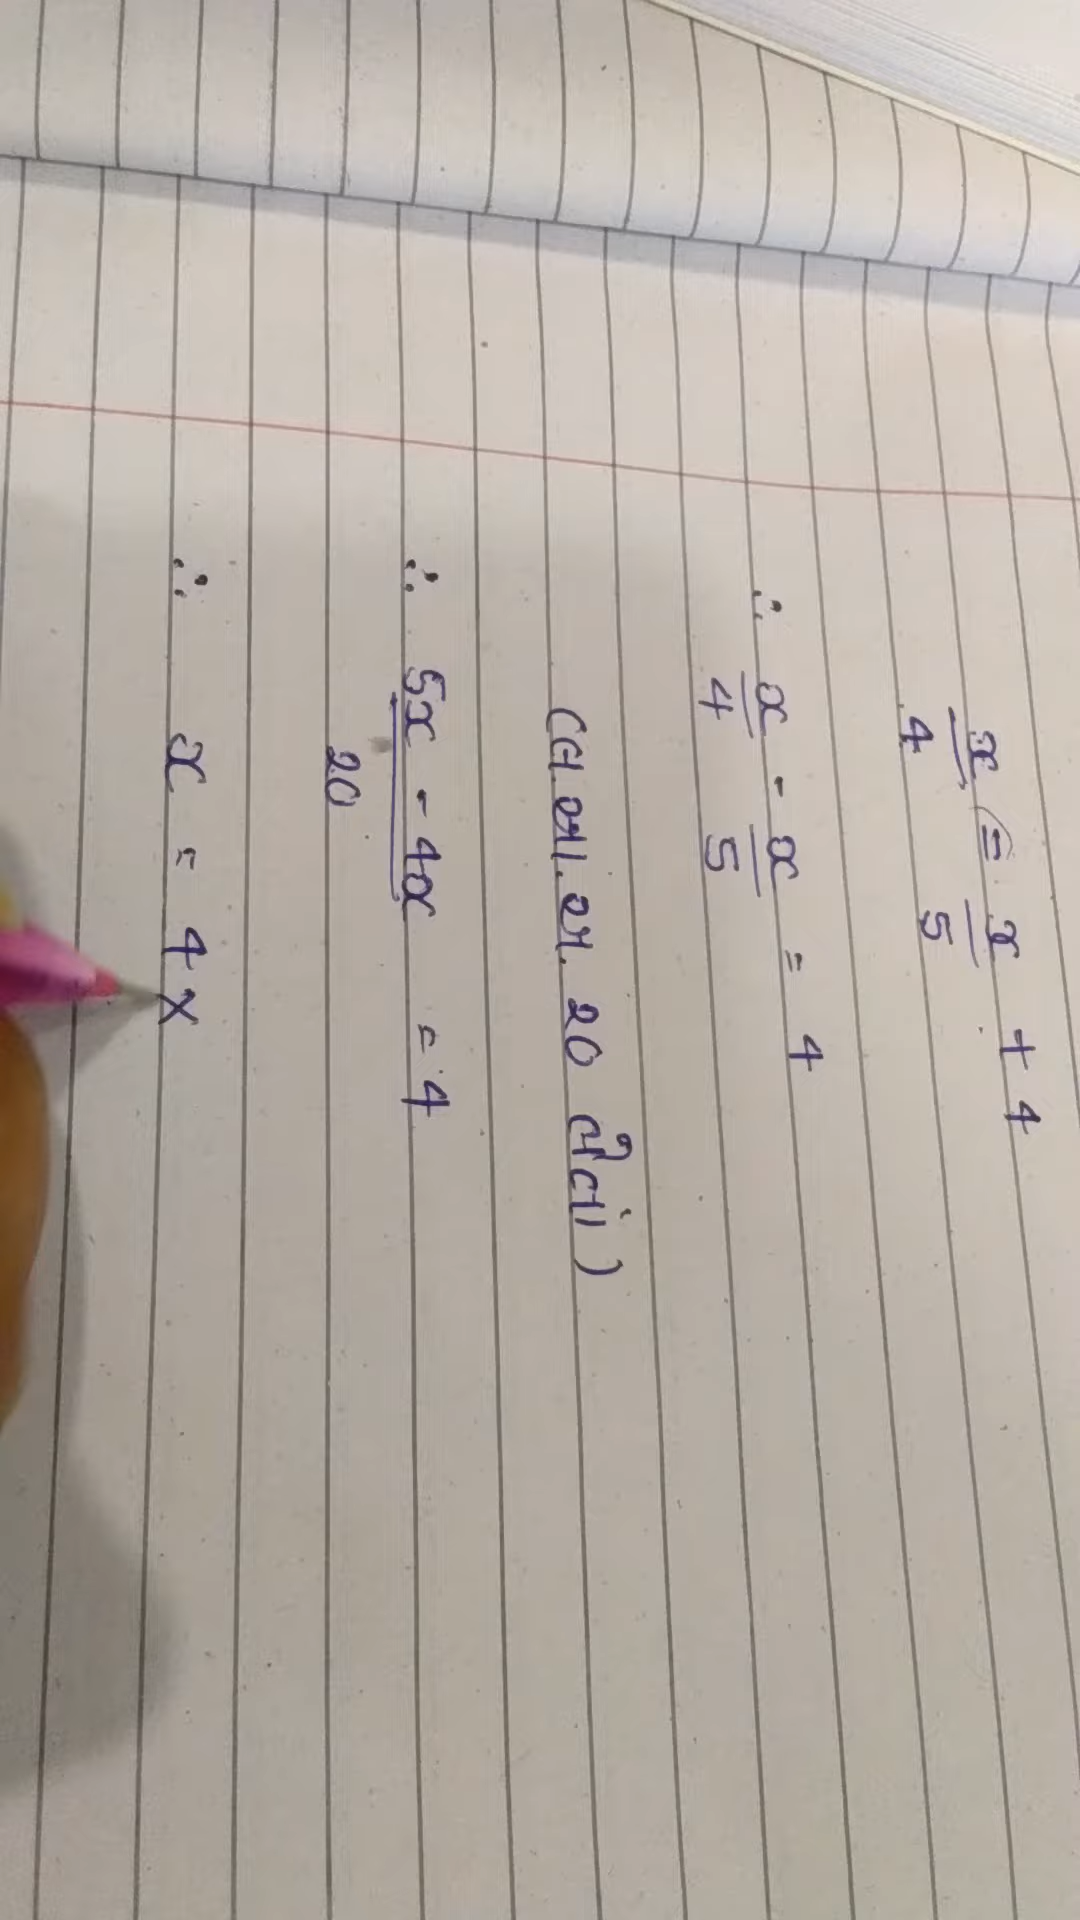 x/4 = x/5 + 4
∴ x/4 - x/5 = 4
(લ.સા.અ. 20 લેતાં)
∴ (5x - 4x)/20 = 4
∴ x = 4 ×